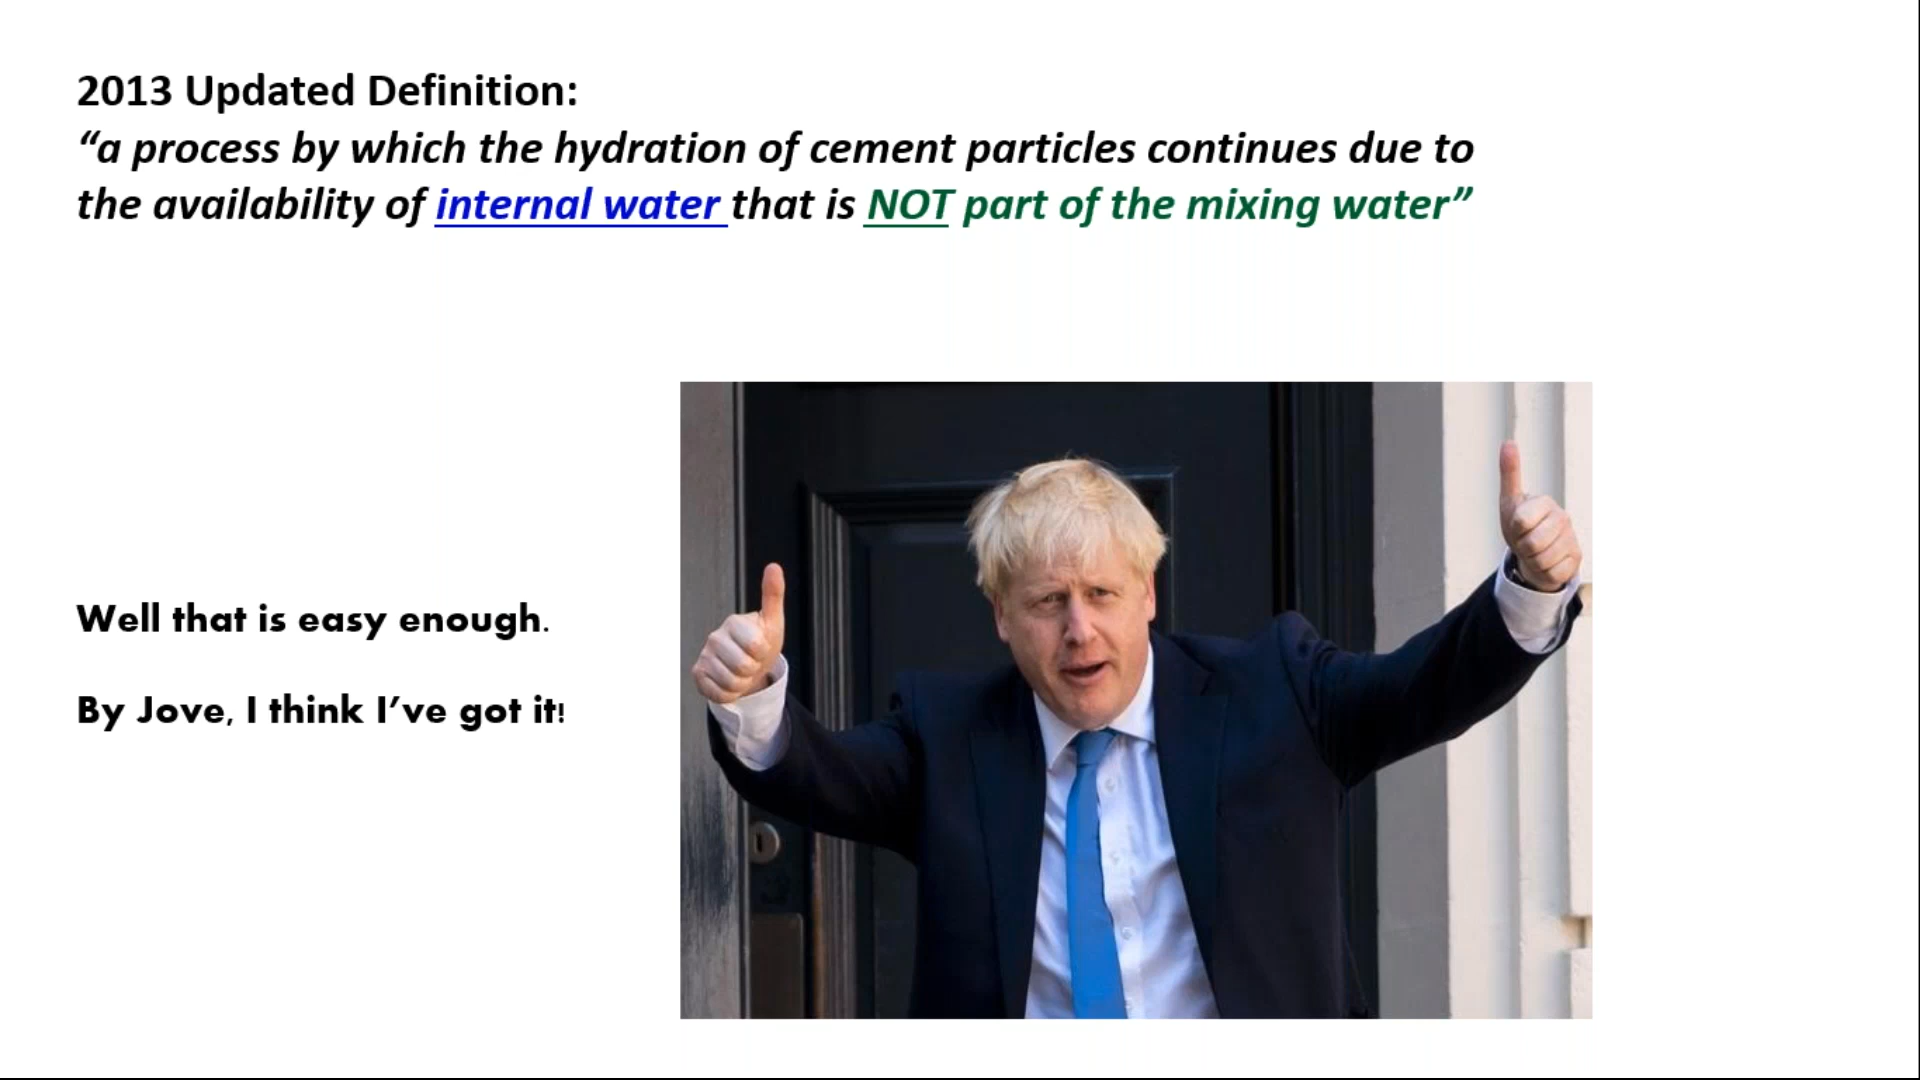 2013 Updated Definition:
“a process by which the hydration of cement particles continues due to
the availability of internal water that is NOT part of the mixing water”
Well that is easy enough.
By Jove, I think I’ve got it!